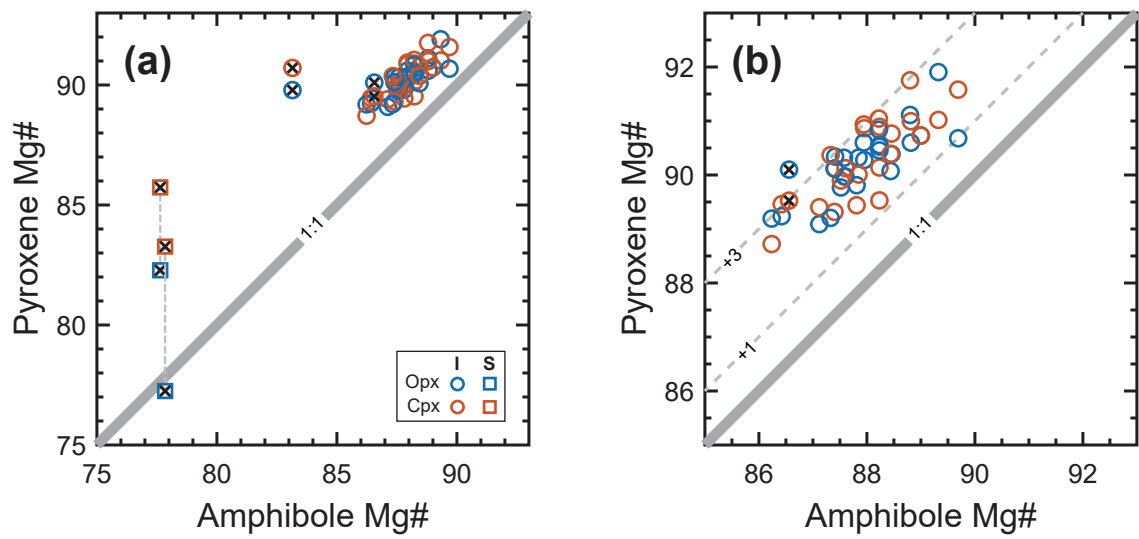 (a)
90
85
80
75
Pyroxene Mg#
1:1
I S
Opx
Cpx
75 80 85 90
Amphibole Mg#
(b)
92
90
88
86
Pyroxene Mg#
+3
+1
1:1
86 88 90 92
Amphibole Mg#